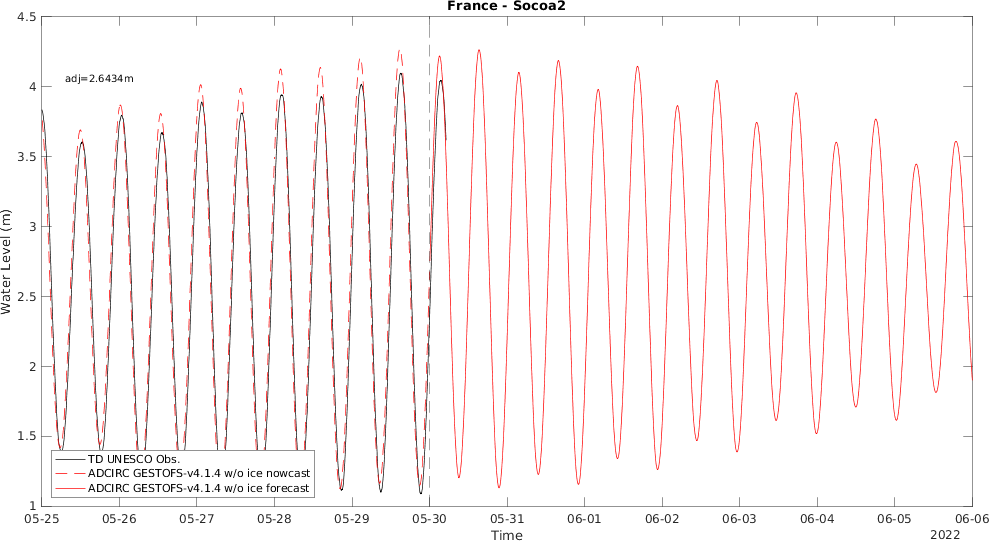 France - Socoa2
adj=2.6434m
4.5
4
3.5
3
2.5
2
1.5
1
Water Level (m)
TD UNESCO Obs.
ADCIRC GESTOFS-v4.1.4 w/o ice nowcast
ADCIRC GESTOFS-v4.1.4 w/o ice forecast
05-25 05-26 05-27 05-28 05-29 05-30 05-31 06-01 06-02 06-03 06-04 06-05 06-06
Time
2022